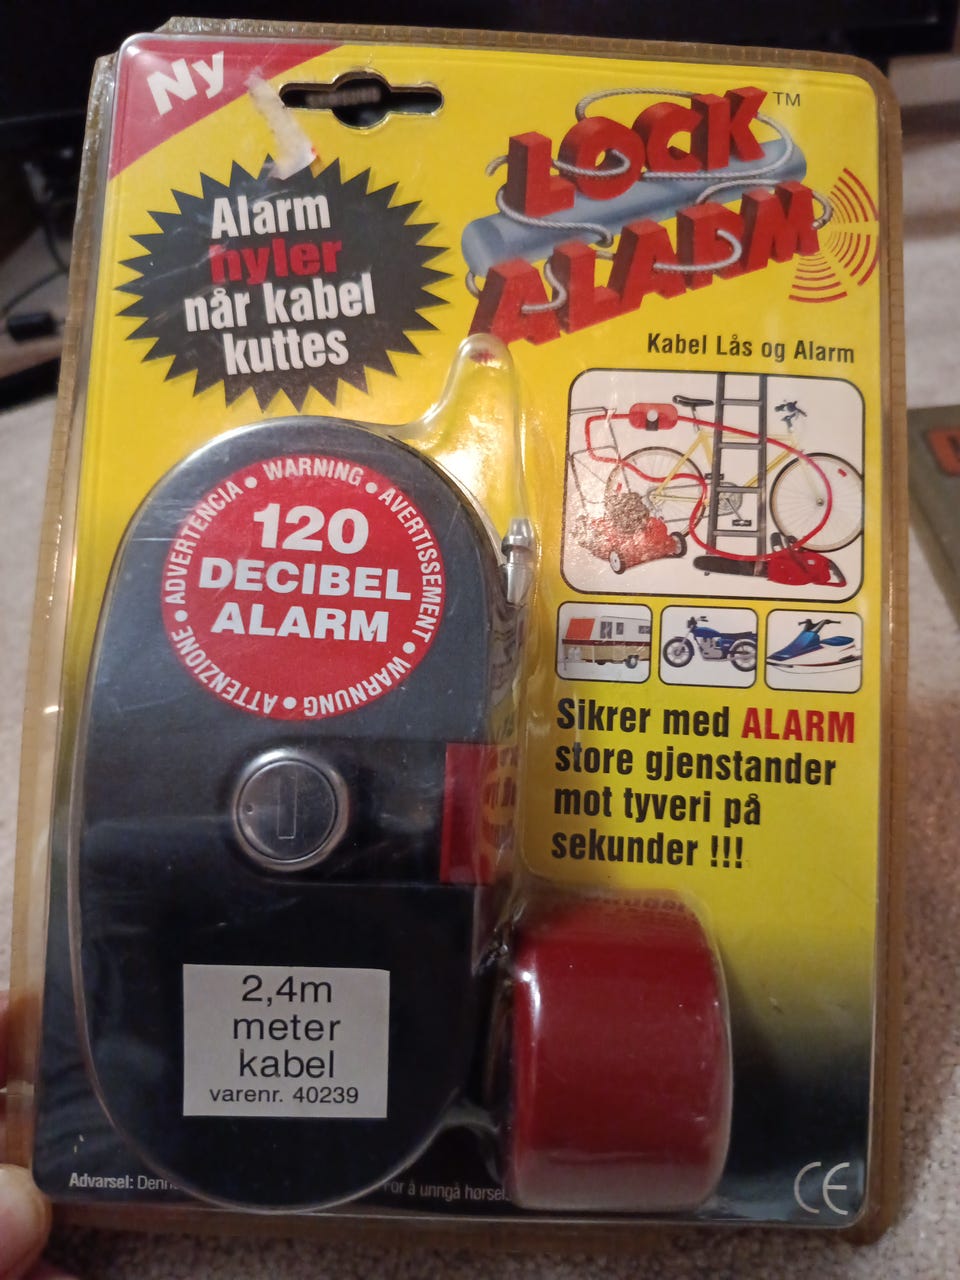 Ny
LOCK
ALARM
TM
Alarm
hyler
når kabel
kuttes
Kabel Lås og Alarm
WARNING • AVERTISSEMENT • WARNUNG • ATTENZIONE • ADVERTENCIA •
120
DECIBEL
ALARM
Sikrer med ALARM
store gjenstander
mot tyveri på
sekunder !!!
2,4m
meter
kabel
varenr. 40239
Advarsel:
for å unngå
CE